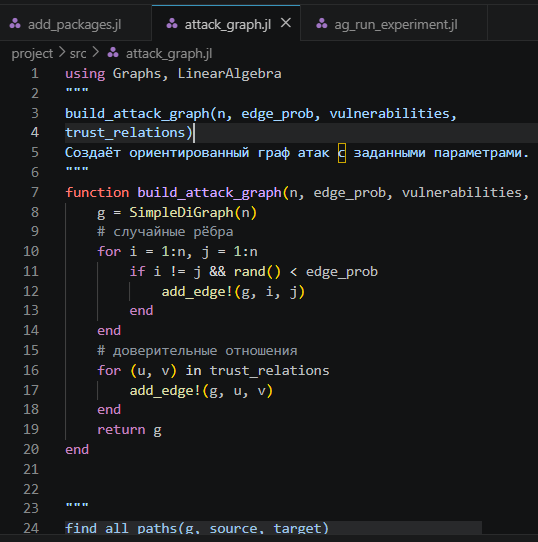 add_packages.jl attack_graph.jl ag_run_experiment.jl
project > src > attack_graph.jl
1 using Graphs, LinearAlgebra
2 """
3 build_attack_graph(n, edge_prob, vulnerabilities,
4 trust_relations)
5 Создаёт ориентированный граф атак с заданными параметрами.
6 """
7 function build_attack_graph(n, edge_prob, vulnerabilities,
8     g = SimpleDiGraph(n)
9     # случайные рёбра
10     for i = 1:n, j = 1:n
11         if i != j && rand() < edge_prob
12             add_edge!(g, i, j)
13         end
14     end
15     # доверительные отношения
16     for (u, v) in trust_relations
17         add_edge!(g, u, v)
18     end
19     return g
20 end
21
22
23 """
24 find_all_paths(g, source, target)